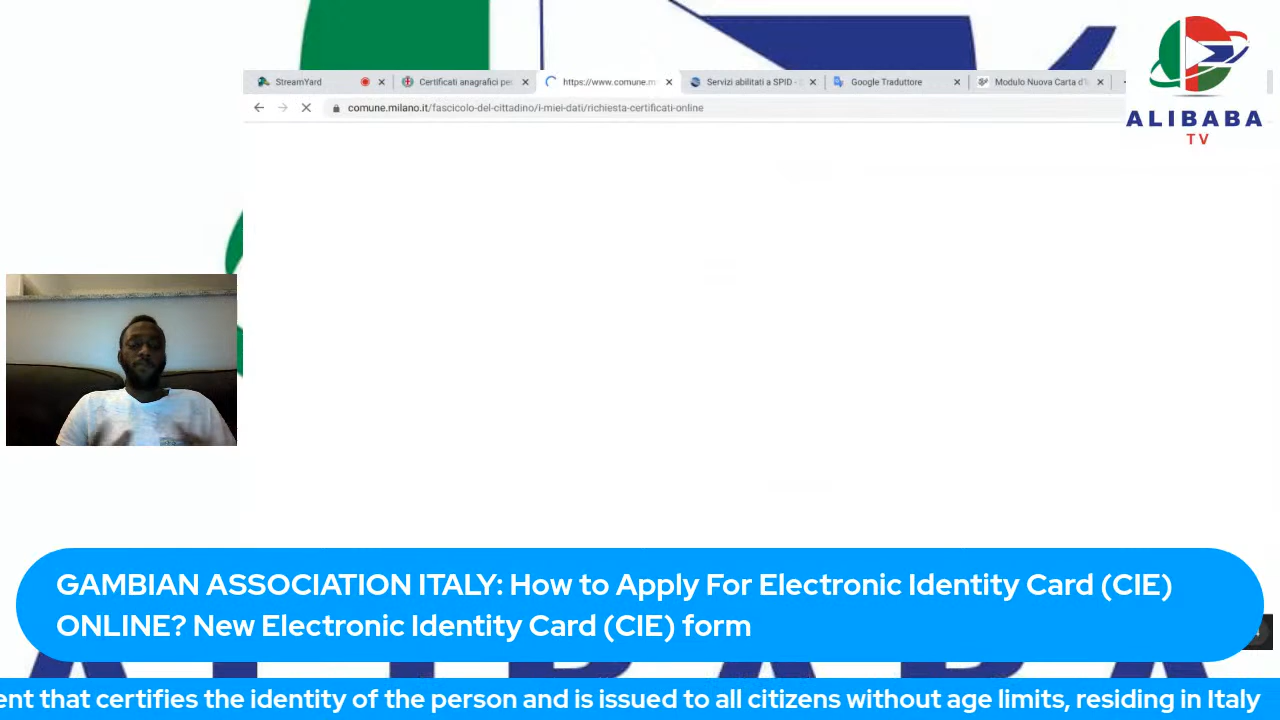 StreamYard
Certificati anagrafici per
https://www.comune.m
Servizi abilitati a SPID -
Google Traduttore
Modulo Nuova Carta d'I
comune.milano.it/fascicolo-del-cittadino/i-miei-dati/richiesta-certificati-online
ALIBABA
TV
GAMBIAN ASSOCIATION ITALY: How to Apply For Electronic Identity Card (CIE)
ONLINE? New Electronic Identity Card (CIE) form
ALIBABA
ent that certifies the identity of the person and is issued to all citizens without age limits, residing in Italy